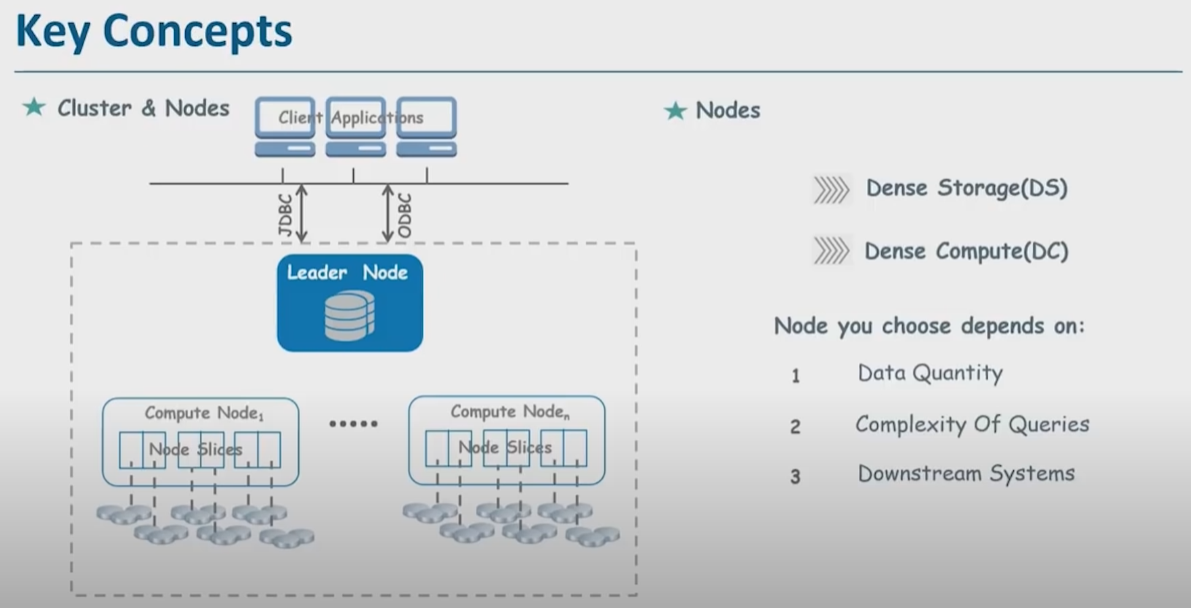 Key Concepts
★ Cluster & Nodes
Client Applications
JDBC
ODBC
Leader Node
Compute Node₁
Node Slices
.....
Compute Nodeₙ
Node Slices
★ Nodes
Dense Storage(DS)
Dense Compute(DC)
Node you choose depends on:
1 Data Quantity
2 Complexity Of Queries
3 Downstream Systems